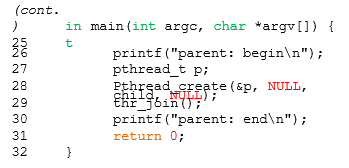 (cont.
)    in main(int argc, char *argv[]) {
25    t
26        printf("parent: begin\n");
27        pthread_t p;
28        Pthread_create(&p, NULL,
child, NULL);
29        thr_join();
30        printf("parent: end\n");
31        return 0;
32    }